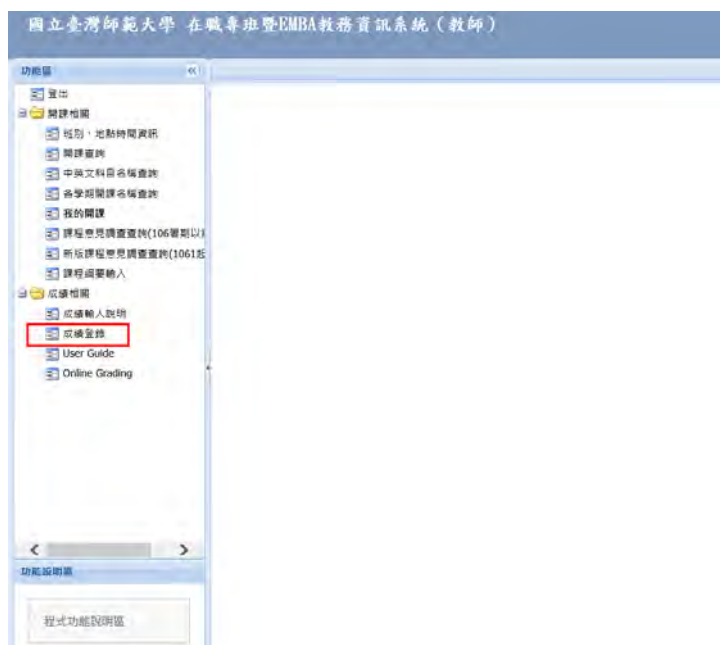 國立臺灣師範大學 在職專班暨EMBA教務資訊系統（教師）
功能區
登出
開課相關
班別、地點時間資訊
開課查詢
中英文科目名稱查詢
各學期開課名稱查詢
我的開課
課程意見調查查詢(106暑期以
新版課程意見調查查詢(1061起
課程綱要輸入
成績相關
成績輸入說明
成績登錄
User Guide
Online Grading
功能說明區
程式功能說明區